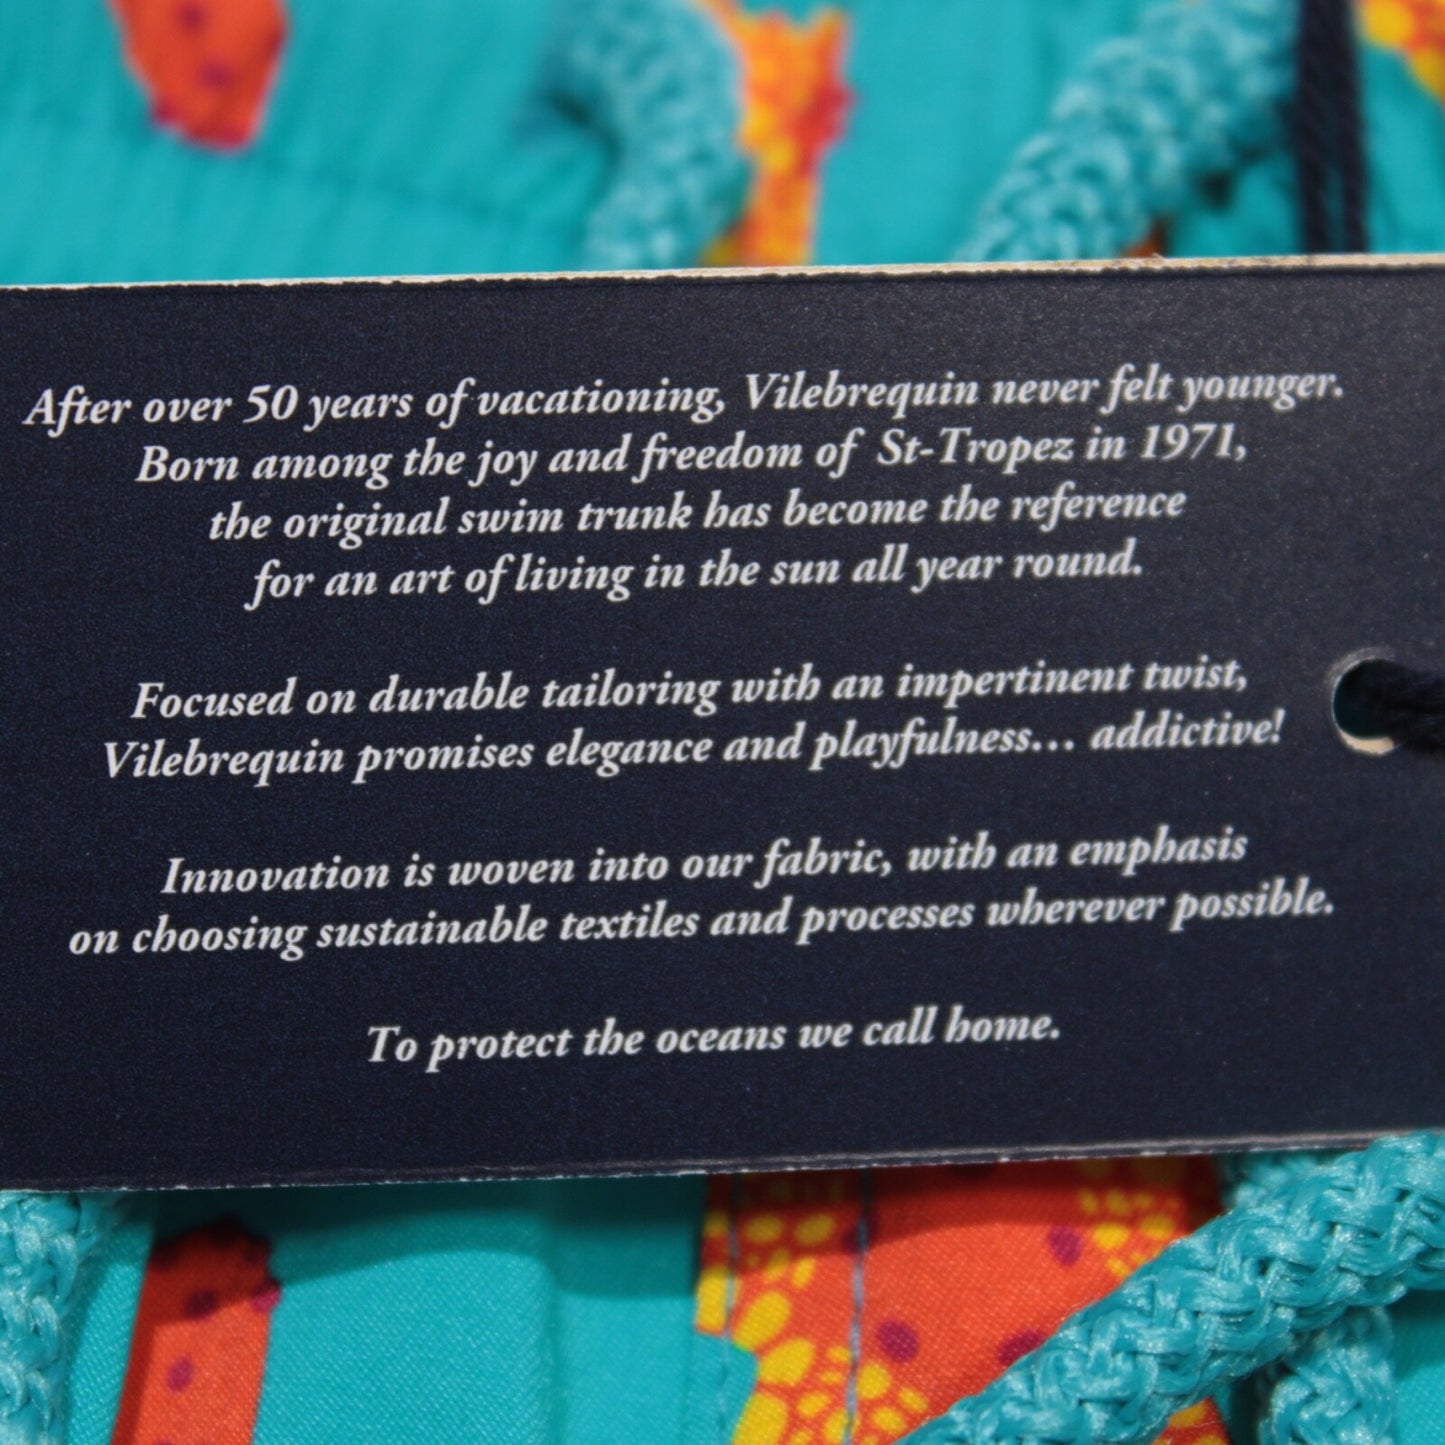 After over 50 years of vacationing, Vilebrequin never felt younger.
Born among the joy and freedom of St-Tropez in 1971,
the original swim trunk has become the reference
for an art of living in the sun all year round.
Focused on durable tailoring with an impertinent twist,
Vilebrequin promises elegance and playfulness... addictive!
Innovation is woven into our fabric, with an emphasis
on choosing sustainable textiles and processes wherever possible.
To protect the oceans we call home.